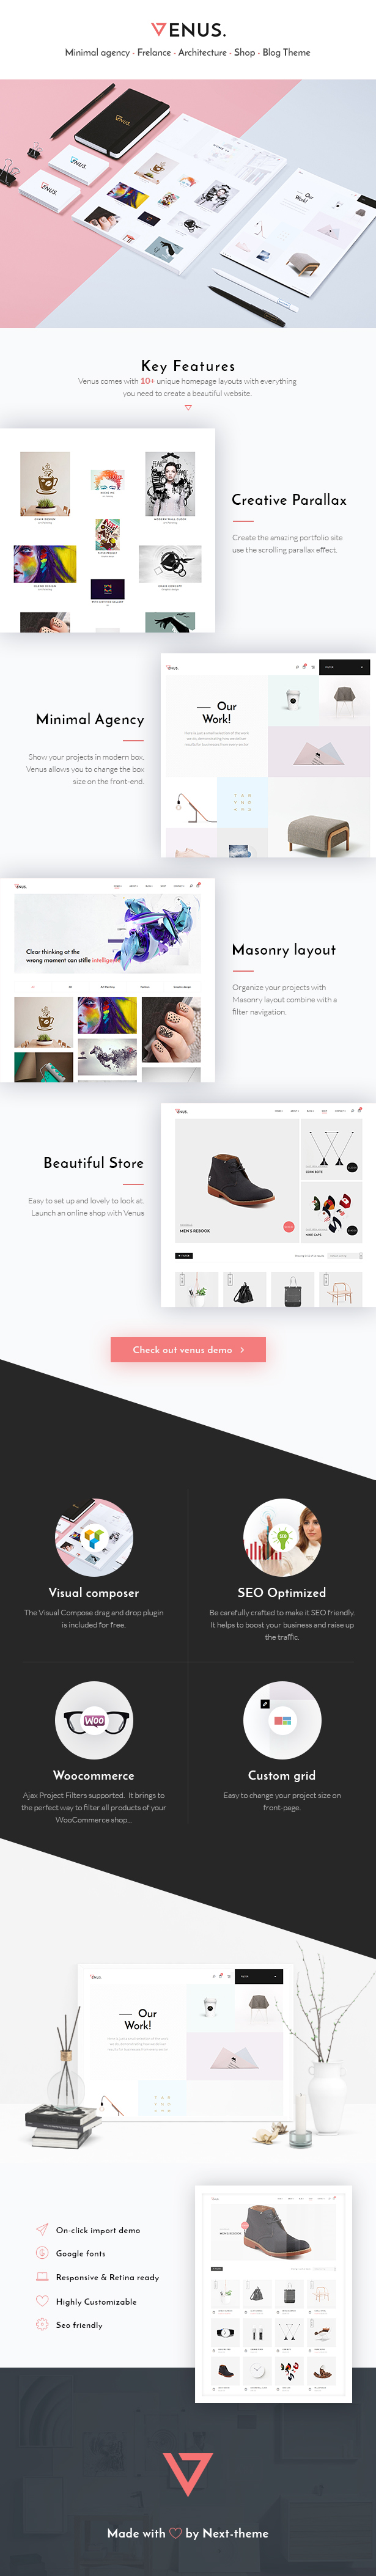 VENUS.
Minimal agency - Frelance - Architecture - Shop - Blog Theme
VENUS.
VENUS.
Our
Work!
Key Features
Venus comes with 10+ unique homepage layouts with everything
you need to create a beautiful website.
Creative Parallax
Create the amazing portfolio site
use the scrolling parallax effect.
Minimal Agency
Show your projects in modern box.
Venus allows you to change the box
size on the front-end.
VENUS.
Our
Work!
VENUS.
Clear thinking at the
wrong moment can stifle
Masonry layout
Organize your projects with
Masonry layout combine with a
filter navigation.
Beautiful Store
Easy to set up and lovely to look at.
Launch an online shop with Venus
VENUS.
MEN'S REBOOK
Check out venus demo
Visual composer
The Visual Compose drag and drop plugin
is included for free.
SEO Optimized
Be carefully crafted to make it SEO friendly.
It helps to boost your business and raise up
the traffic.
WOO
Woocommerce
Ajax Project Filters supported. It brings to
the perfect way to filter all products of your
WooCommerce shop...
Custom grid
Easy to change your project size on
front-page.
VENUS.
Our
Work!
On-click import demo
Google fonts
Responsive & Retina ready
Highly Customizable
Seo friendly
Made with by Next-theme